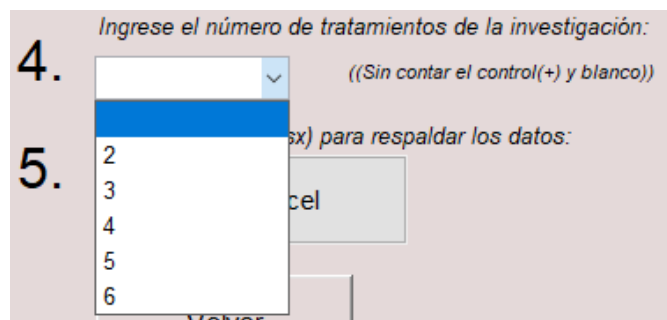 Ingrese el número de tratamientos de la investigación:
4.
((Sin contar el control(+) y blanco))
sx) para respaldar los datos:
5.
2
3
4
5
6
cel